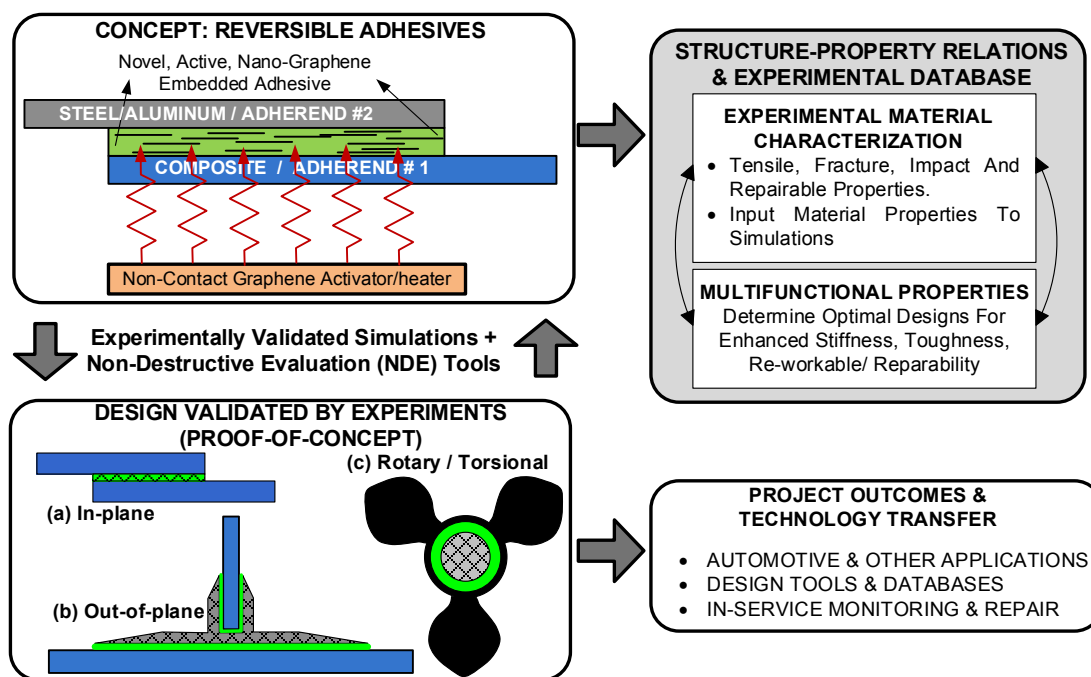 CONCEPT: REVERSIBLE ADHESIVES
Novel, Active, Nano-Graphene
Embedded Adhesive
STEEL/ALUMINUM / ADHEREND #2
COMPOSITE / ADHEREND # 1
Non-Contact Graphene Activator/heater
STRUCTURE-PROPERTY RELATIONS
& EXPERIMENTAL DATABASE
EXPERIMENTAL MATERIAL
CHARACTERIZATION
• Tensile, Fracture, Impact And
Repairable Properties.
• Input Material Properties To
Simulations
MULTIFUNCTIONAL PROPERTIES
Determine Optimal Designs For
Enhanced Stiffness, Toughness,
Re-workable/ Reparability
Experimentally Validated Simulations +
Non-Destructive Evaluation (NDE) Tools
DESIGN VALIDATED BY EXPERIMENTS
(PROOF-OF-CONCEPT)
(c) Rotary / Torsional
(a) In-plane
(b) Out-of-plane
PROJECT OUTCOMES &
TECHNOLOGY TRANSFER
• AUTOMOTIVE & OTHER APPLICATIONS
• DESIGN TOOLS & DATABASES
• IN-SERVICE MONITORING & REPAIR